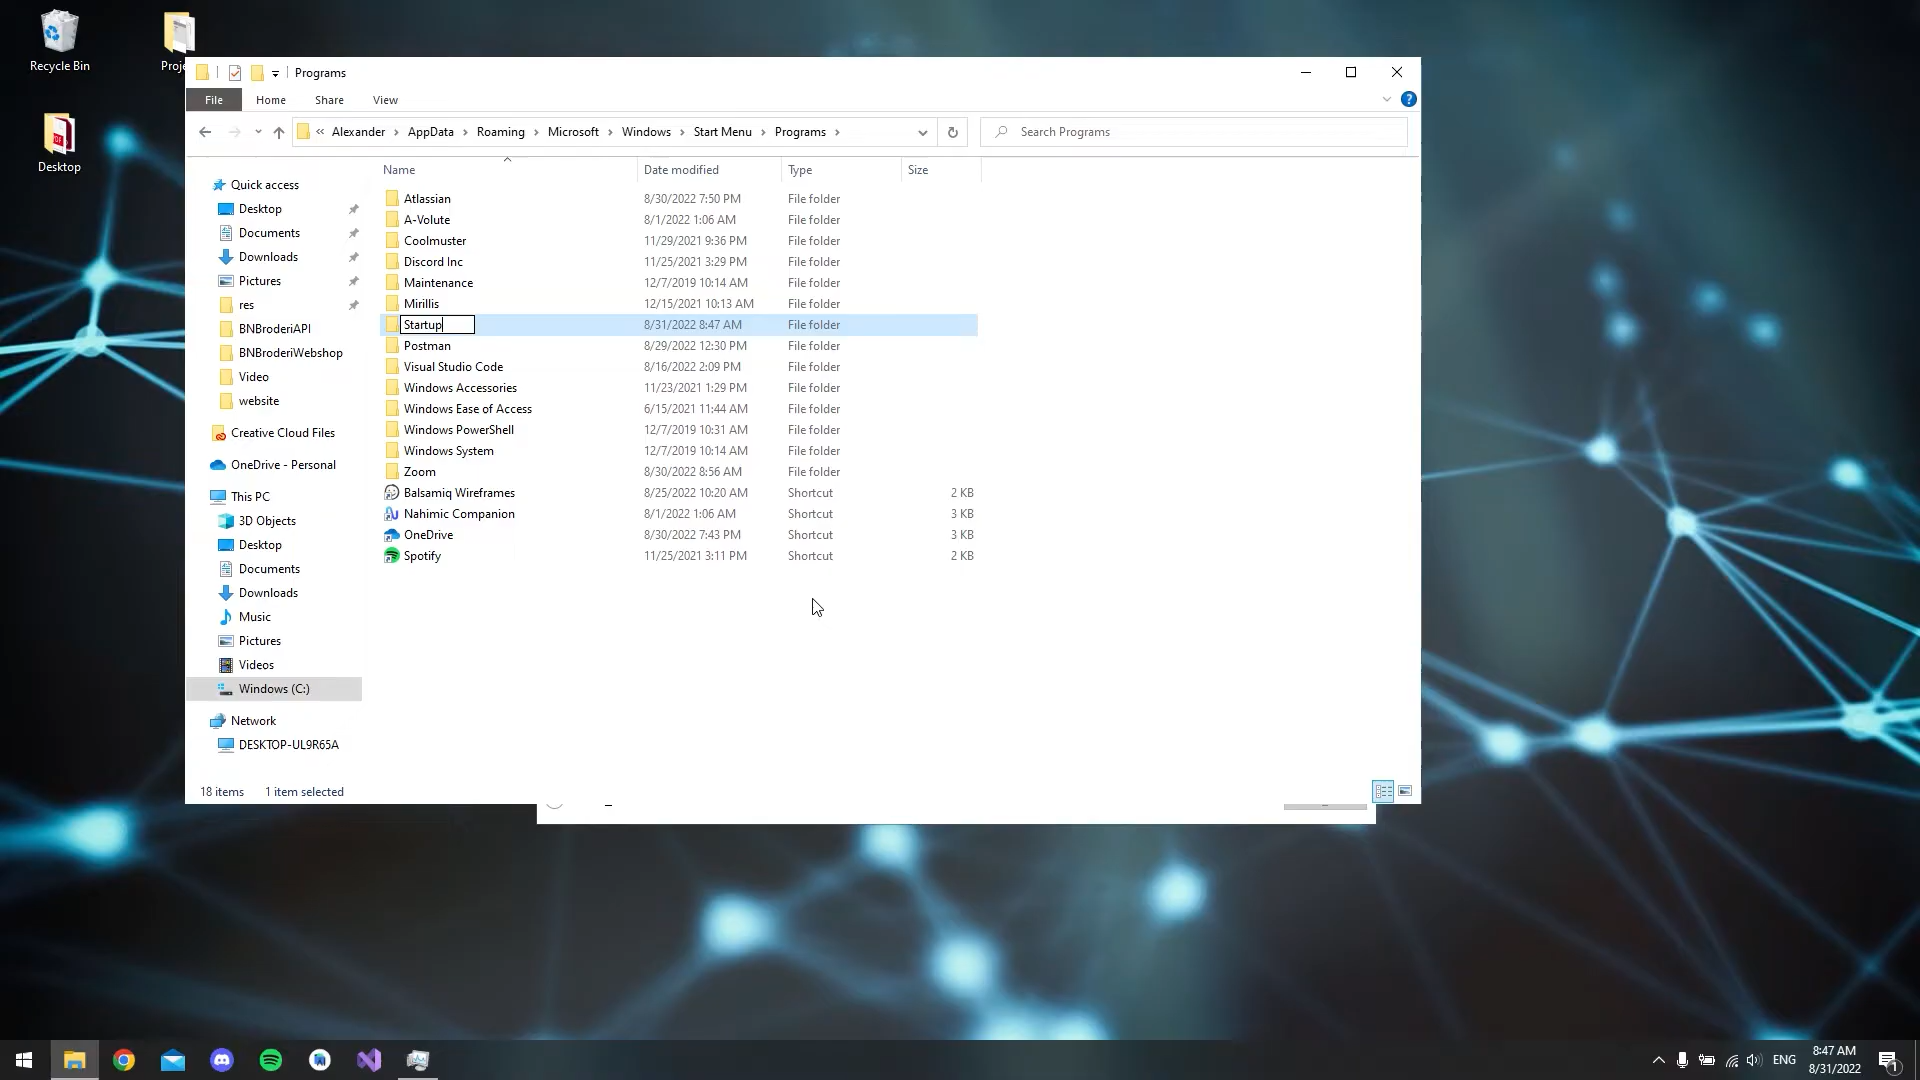 Recycle Bin
Proje
Desktop
Programs
File Home Share View
« Alexander › AppData › Roaming › Microsoft › Windows › Start Menu › Programs ›
Search Programs
Name Date modified Type Size
Quick access
Desktop
Documents
Downloads
Pictures
res
BNBroderiAPI
BNBroderiWebshop
Video
website
Creative Cloud Files
OneDrive - Personal
This PC
3D Objects
Desktop
Documents
Downloads
Music
Pictures
Videos
Windows (C:)
Network
DESKTOP-UL9R65A
Atlassian 8/30/2022 7:50 PM File folder
A-Volute 8/1/2022 1:06 AM File folder
Coolmuster 11/29/2021 9:36 PM File folder
Discord Inc 11/25/2021 3:29 PM File folder
Maintenance 12/7/2019 10:14 AM File folder
Mirillis 12/15/2021 10:13 AM File folder
Startup 8/31/2022 8:47 AM File folder
Postman 8/29/2022 12:30 PM File folder
Visual Studio Code 8/16/2022 2:09 PM File folder
Windows Accessories 11/23/2021 1:29 PM File folder
Windows Ease of Access 6/15/2021 11:44 AM File folder
Windows PowerShell 12/7/2019 10:31 AM File folder
Windows System 12/7/2019 10:14 AM File folder
Zoom 8/30/2022 8:56 AM File folder
Balsamiq Wireframes 8/25/2022 10:20 AM Shortcut 2 KB
Nahimic Companion 8/1/2022 1:06 AM Shortcut 3 KB
OneDrive 8/30/2022 7:43 PM Shortcut 3 KB
Spotify 11/25/2021 3:11 PM Shortcut 2 KB
18 items 1 item selected
ENG
8:47 AM
8/31/2022
1